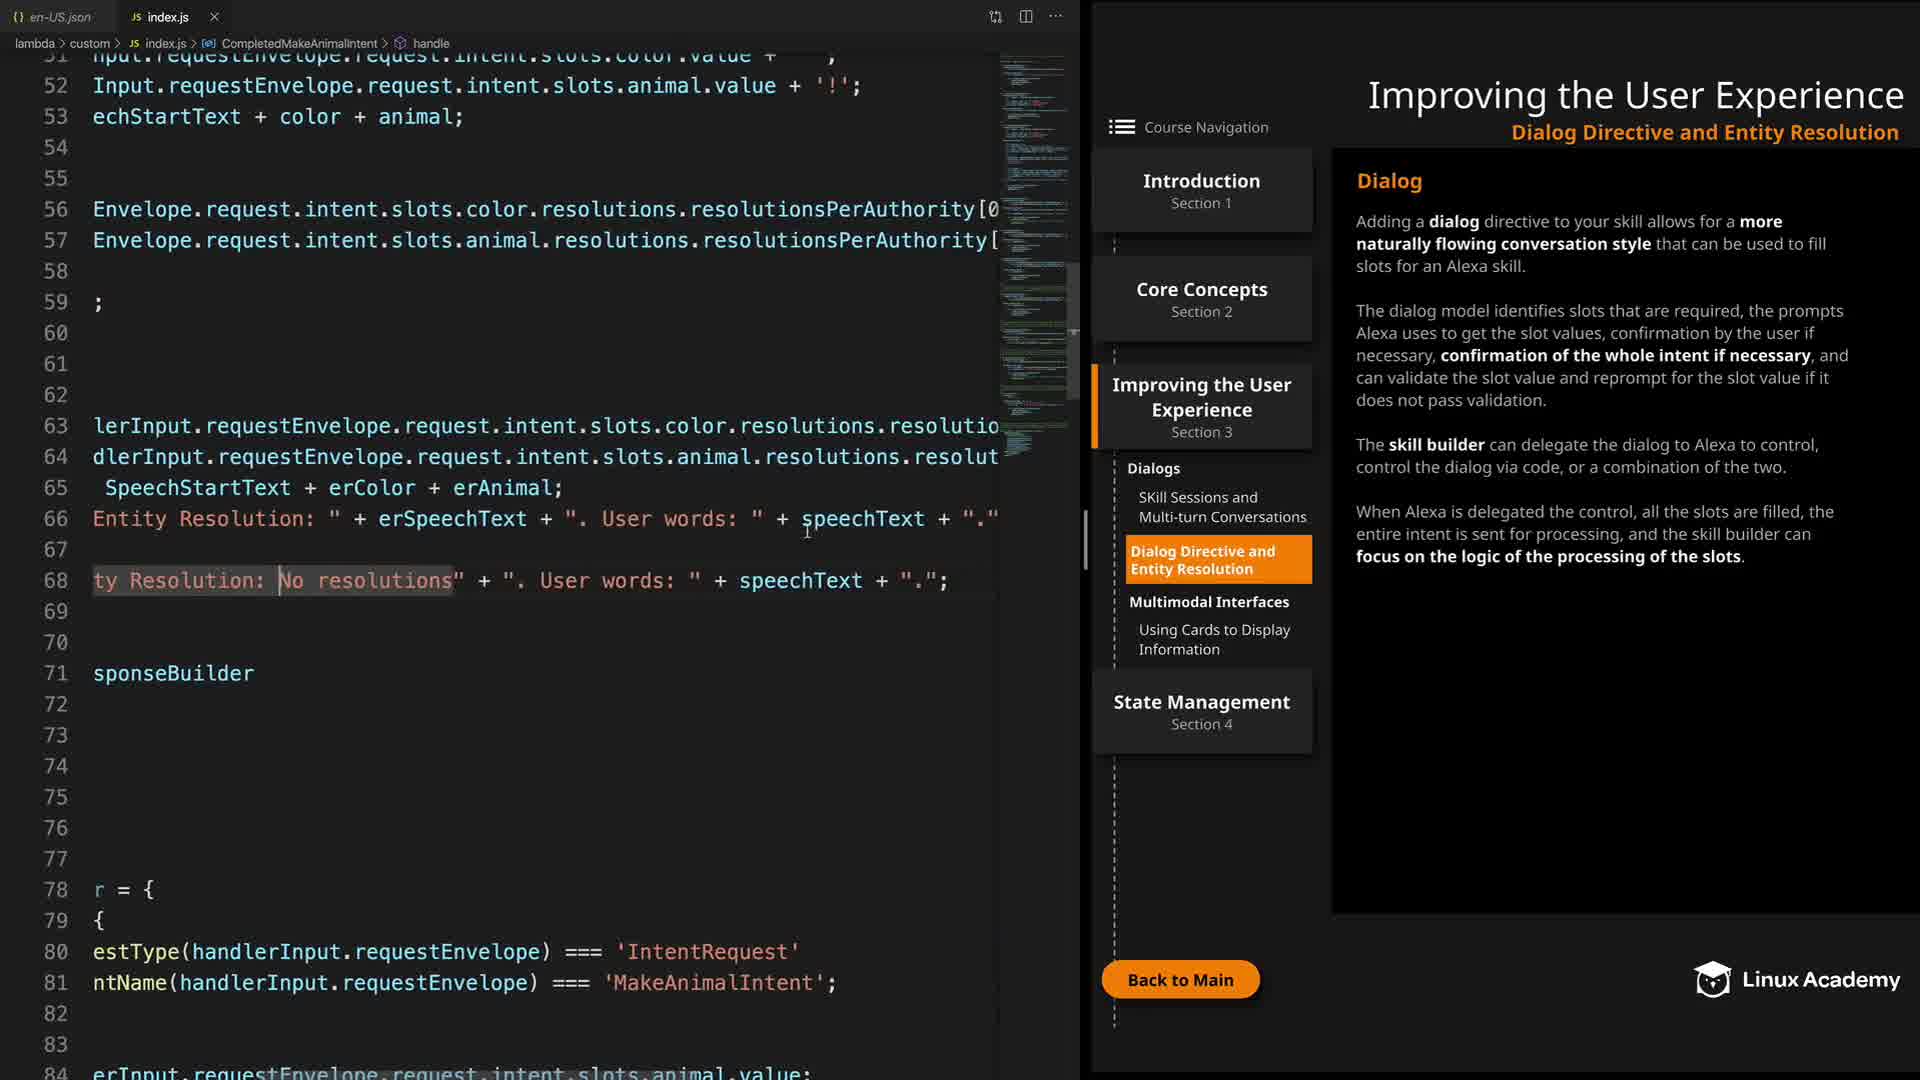 {} en-US.json
JS index.js
lambda > custom > JS index.js > CompletedMakeAnimalIntent > handle
51 nput.requestEnvelope.request.intent.slots.color.value +
52 Input.requestEnvelope.request.intent.slots.animal.value + '!';
53 echStartText + color + animal;
54
55
56 Envelope.request.intent.slots.color.resolutions.resolutionsPerAuthority[0
57 Envelope.request.intent.slots.animal.resolutions.resolutionsPerAuthority[
58
59 ;
60
61
62
63 lerInput.requestEnvelope.request.intent.slots.color.resolutions.resolutio
64 dlerInput.requestEnvelope.request.intent.slots.animal.resolutions.resolut
65 SpeechStartText + erColor + erAnimal;
66 Entity Resolution: " + erSpeechText + ". User words: " + speechText + "."
67
68 ty Resolution: No resolutions" + ". User words: " + speechText + ".";
69
70
71 sponseBuilder
72
73
74
75
76
77
78 r = {
79 {
80 estType(handlerInput.requestEnvelope) === 'IntentRequest'
81 ntName(handlerInput.requestEnvelope) === 'MakeAnimalIntent';
82
83
84 erInput.requestEnvelope.request.intent.slots.animal.value;
Improving the User Experience
Dialog Directive and Entity Resolution
Course Navigation
Introduction
Section 1
Core Concepts
Section 2
Improving the User
Experience
Section 3
Dialogs
SKill Sessions and
Multi-turn Conversations
Dialog Directive and
Entity Resolution
Multimodal Interfaces
Using Cards to Display
Information
State Management
Section 4
Back to Main
Dialog
Adding a dialog directive to your skill allows for a more
naturally flowing conversation style that can be used to fill
slots for an Alexa skill.
The dialog model identifies slots that are required, the prompts
Alexa uses to get the slot values, confirmation by the user if
necessary, confirmation of the whole intent if necessary, and
can validate the slot value and reprompt for the slot value if it
does not pass validation.
The skill builder can delegate the dialog to Alexa to control,
control the dialog via code, or a combination of the two.
When Alexa is delegated the control, all the slots are filled, the
entire intent is sent for processing, and the skill builder can
focus on the logic of the processing of the slots.
Linux Academy